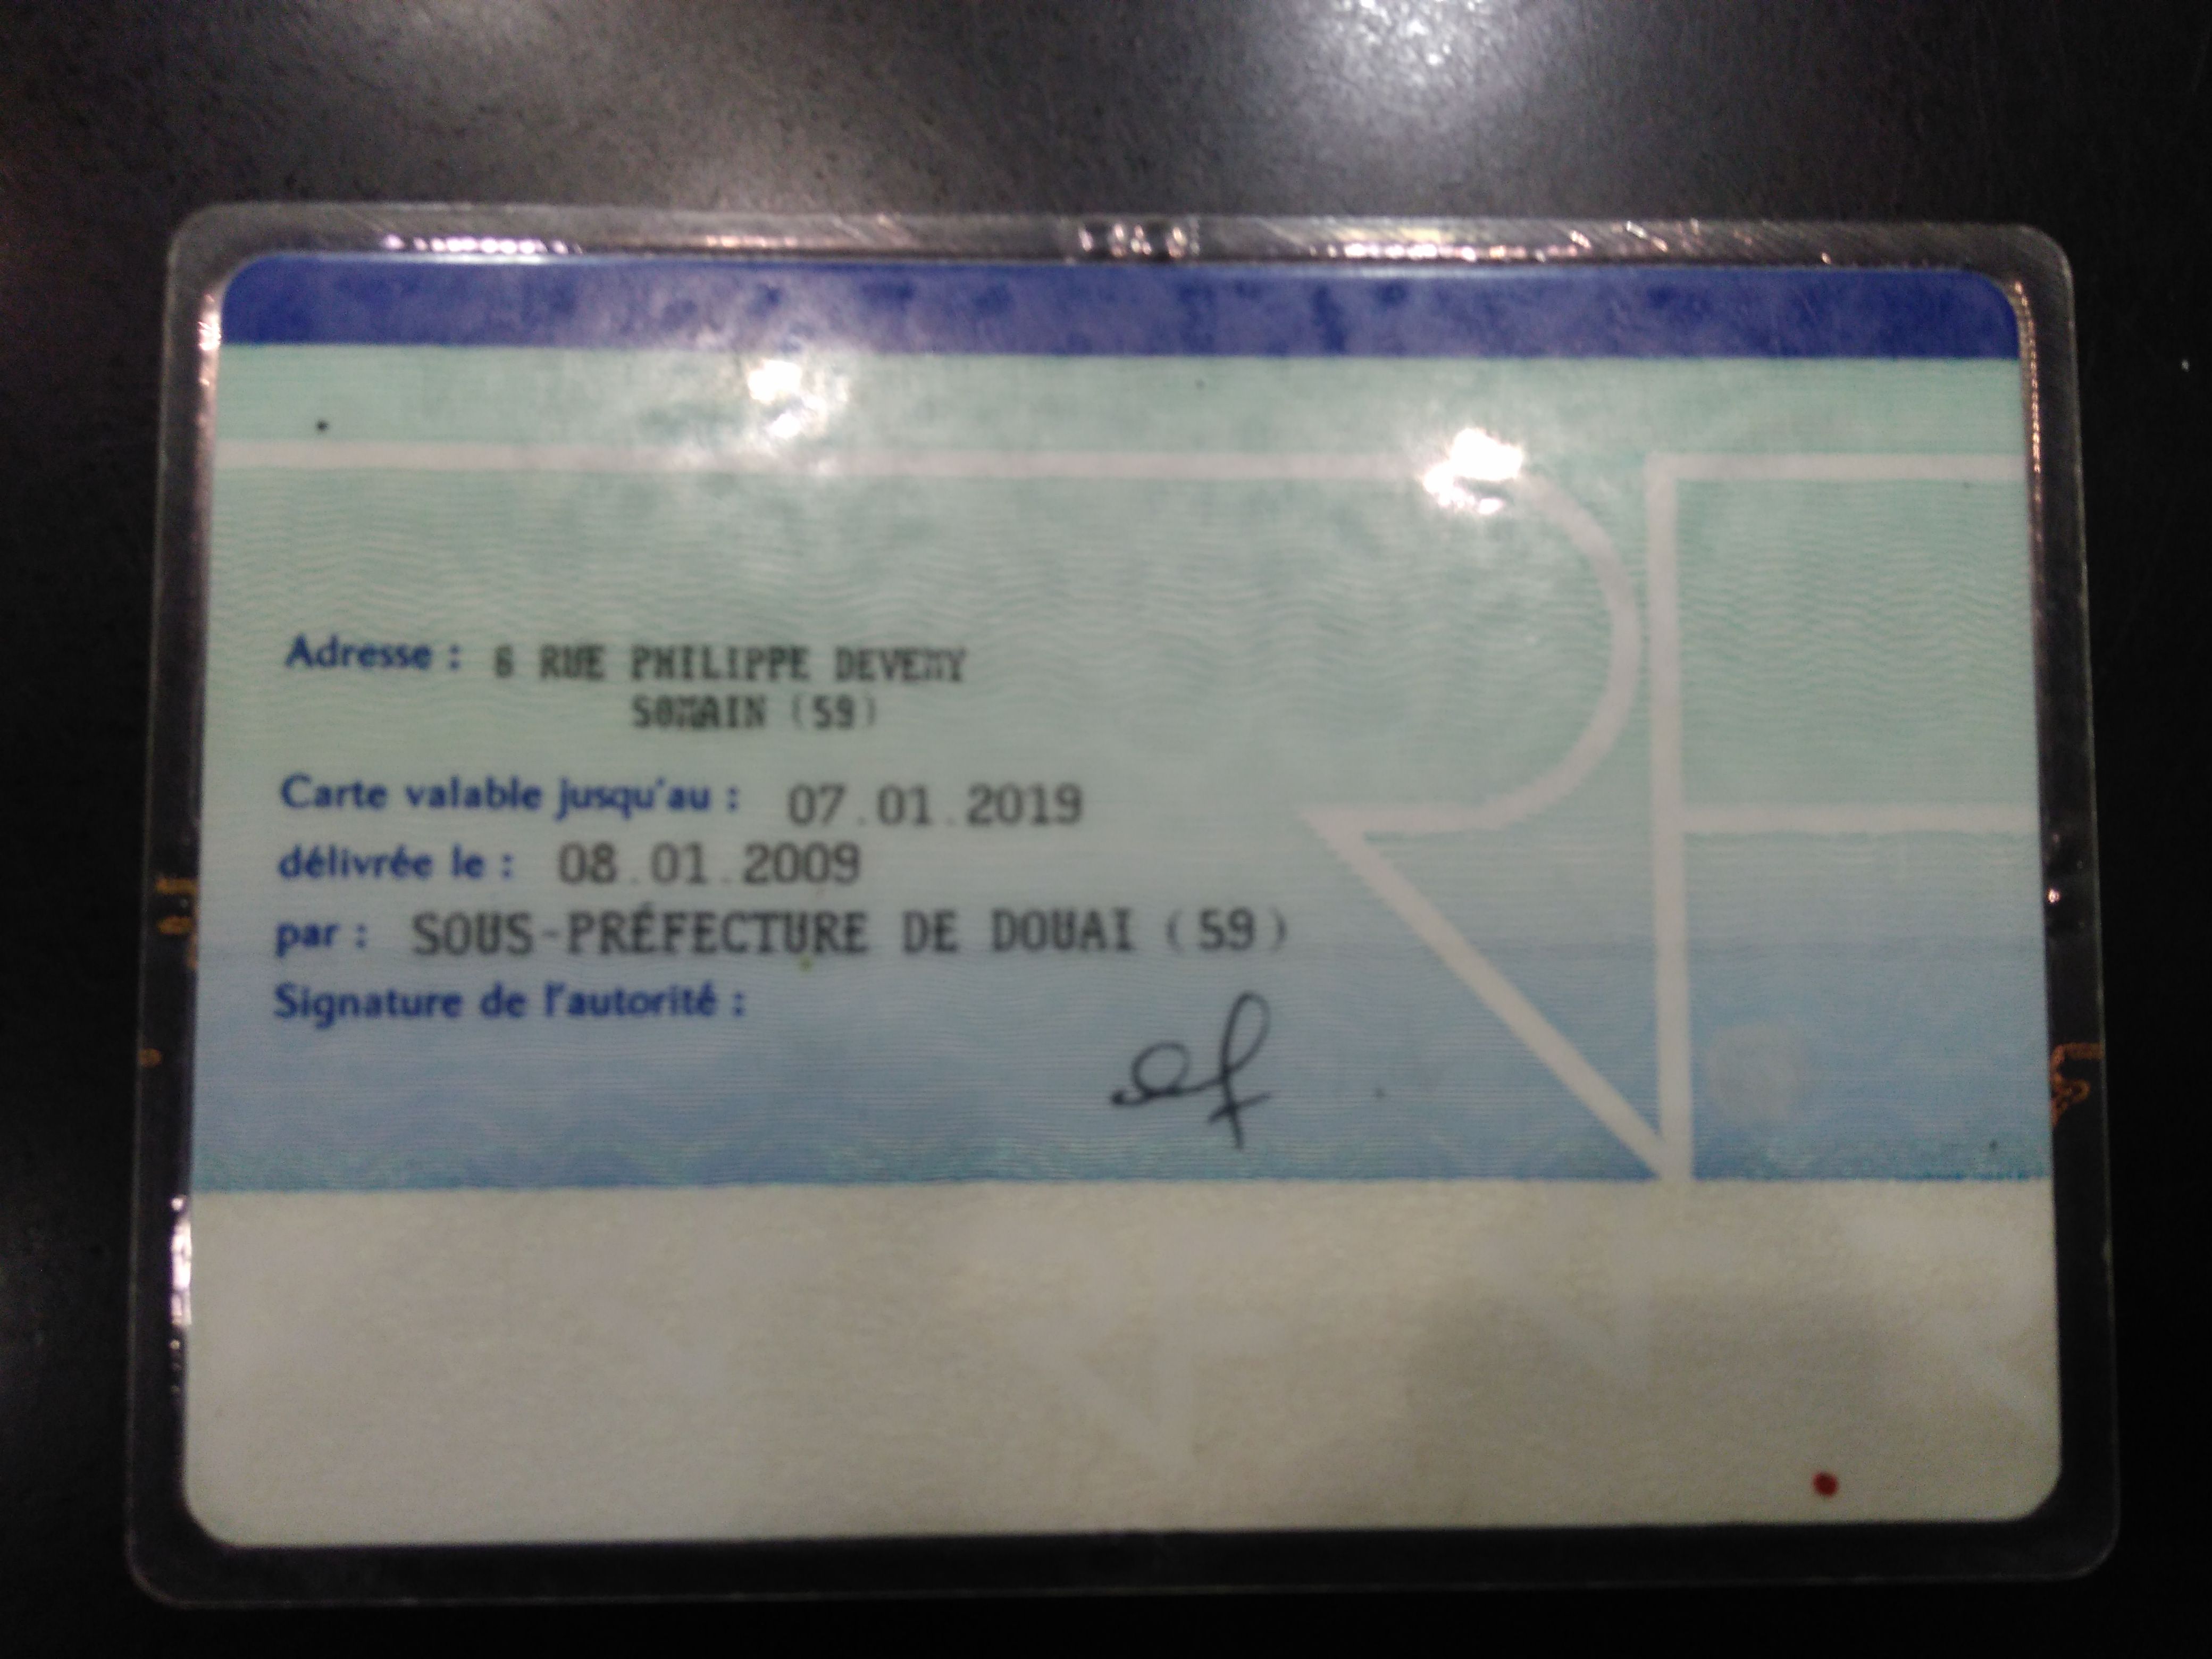 Adresse : 6 RUE PHILIPPE DEVEMY
SOMAIN (59)
Carte valable jusqu'au : 07.01.2019
délivrée le : 08.01.2009
par : SOUS-PRÉFECTURE DE DOUAI (59)
Signature de l'autorité :
RF